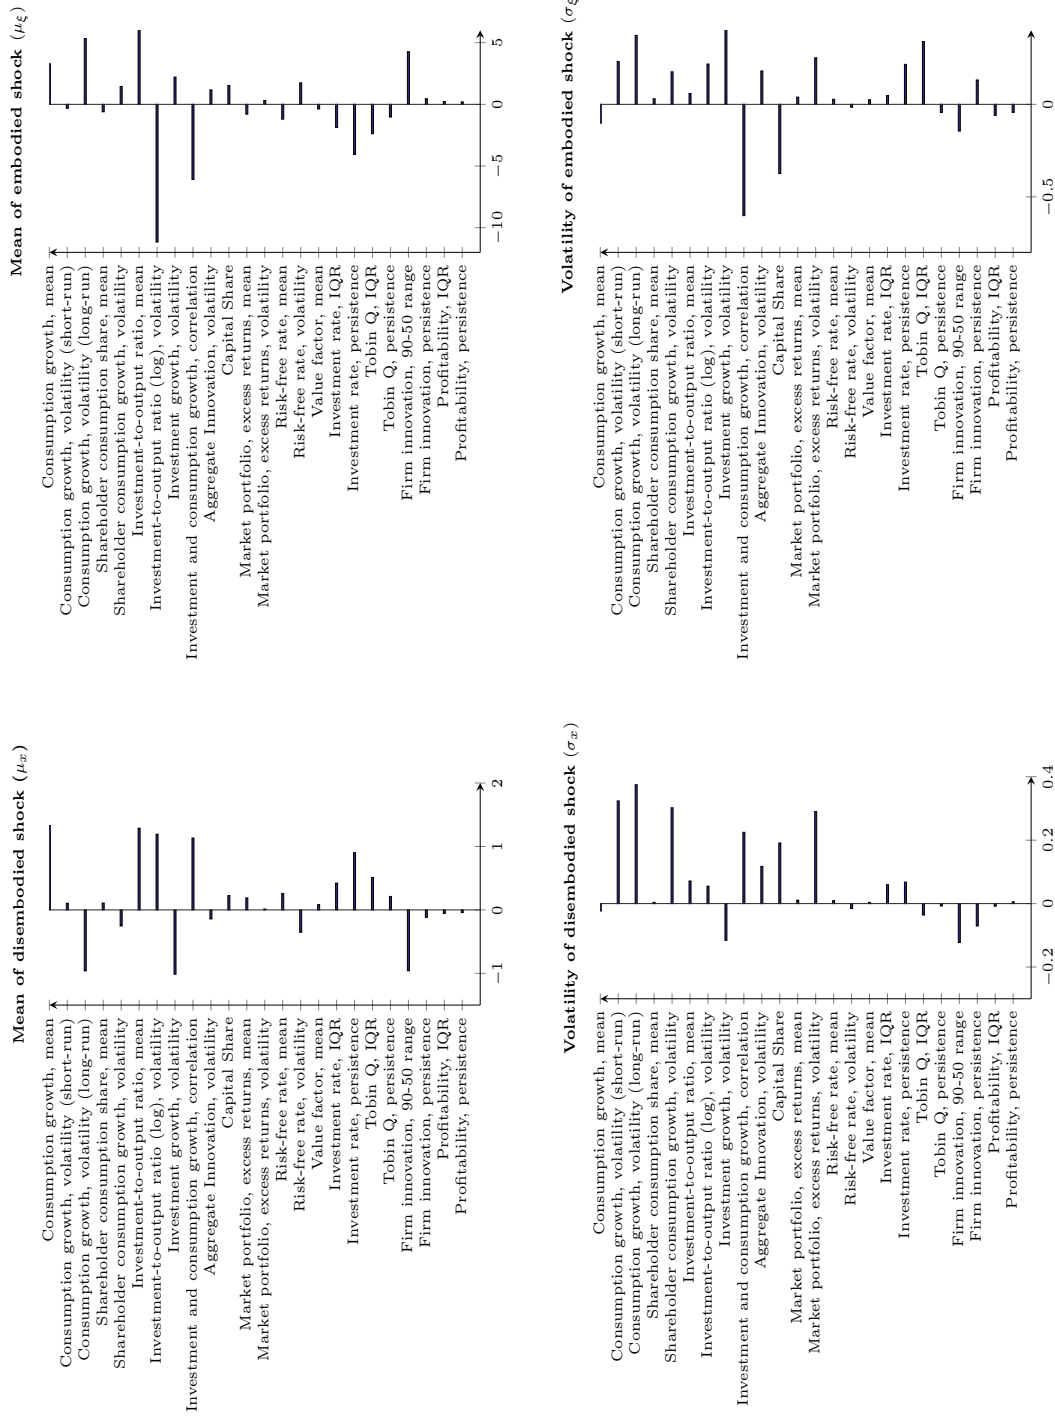 Mean of embodied shock (μξ)
5
0
−5
−10
Consumption growth, mean
Consumption growth, volatility (short-run)
Consumption growth, volatility (long-run)
Shareholder consumption share, mean
Shareholder consumption growth, volatility
Investment-to-output ratio, mean
Investment-to-output ratio (log), volatility
Investment growth, volatility
Investment and consumption growth, correlation
Aggregate Innovation, volatility
Capital Share
Market portfolio, excess returns, mean
Market portfolio, excess returns, volatility
Risk-free rate, mean
Risk-free rate, volatility
Value factor, mean
Investment rate, IQR
Investment rate, persistence
Tobin Q, IQR
Tobin Q, persistence
Firm innovation, 90-50 range
Firm innovation, persistence
Profitability, IQR
Profitability, persistence
Volatility of embodied shock (σξ
0
−0.5
Consumption growth, mean
Consumption growth, volatility (short-run)
Consumption growth, volatility (long-run)
Shareholder consumption share, mean
Shareholder consumption growth, volatility
Investment-to-output ratio, mean
Investment-to-output ratio (log), volatility
Investment growth, volatility
Investment and consumption growth, correlation
Aggregate Innovation, volatility
Capital Share
Market portfolio, excess returns, mean
Market portfolio, excess returns, volatility
Risk-free rate, mean
Risk-free rate, volatility
Value factor, mean
Investment rate, IQR
Investment rate, persistence
Tobin Q, IQR
Tobin Q, persistence
Firm innovation, 90-50 range
Firm innovation, persistence
Profitability, IQR
Profitability, persistence
Mean of disembodied shock (μx)
2
1
0
−1
Consumption growth, mean
Consumption growth, volatility (short-run)
Consumption growth, volatility (long-run)
Shareholder consumption share, mean
Shareholder consumption growth, volatility
Investment-to-output ratio, mean
Investment-to-output ratio (log), volatility
Investment growth, volatility
Investment and consumption growth, correlation
Aggregate Innovation, volatility
Capital Share
Market portfolio, excess returns, mean
Market portfolio, excess returns, volatility
Risk-free rate, mean
Risk-free rate, volatility
Value factor, mean
Investment rate, IQR
Investment rate, persistence
Tobin Q, IQR
Tobin Q, persistence
Firm innovation, 90-50 range
Firm innovation, persistence
Profitability, IQR
Profitability, persistence
Volatility of disembodied shock (σx)
0.4
0.2
0
−0.2
Consumption growth, mean
Consumption growth, volatility (short-run)
Consumption growth, volatility (long-run)
Shareholder consumption share, mean
Shareholder consumption growth, volatility
Investment-to-output ratio, mean
Investment-to-output ratio (log), volatility
Investment growth, volatility
Investment and consumption growth, correlation
Aggregate Innovation, volatility
Capital Share
Market portfolio, excess returns, mean
Market portfolio, excess returns, volatility
Risk-free rate, mean
Risk-free rate, volatility
Value factor, mean
Investment rate, IQR
Investment rate, persistence
Tobin Q, IQR
Tobin Q, persistence
Firm innovation, 90-50 range
Firm innovation, persistence
Profitability, IQR
Profitability, persistence